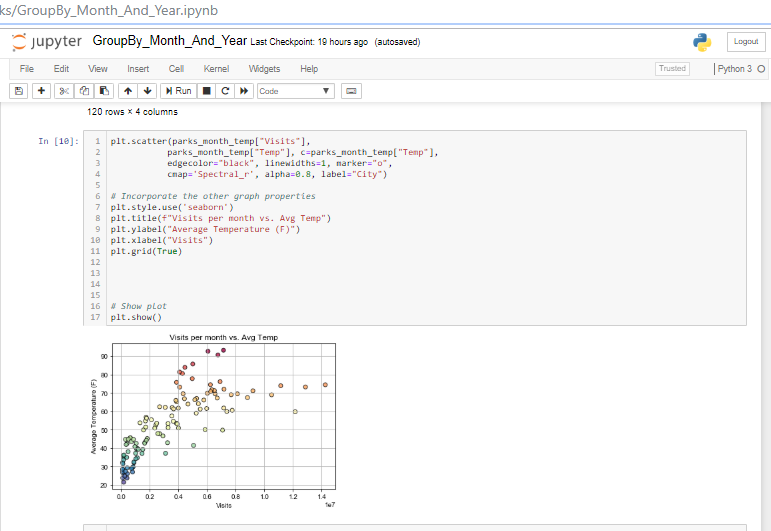 ks/GroupBy_Month_And_Year.ipynb
jupyter GroupBy_Month_And_Year Last Checkpoint: 19 hours ago (autosaved)
Logout
File Edit View Insert Cell Kernel Widgets Help
Trusted
Python 3
Run
Code
120 rows × 4 columns
In [10]:
1 plt.scatter(parks_month_temp["Visits"],
2 parks_month_temp["Temp"], c=parks_month_temp["Temp"],
3 edgecolor="black", linewidths=1, marker="o",
4 cmap='Spectral_r', alpha=0.8, label="City")
5
6 # Incorporate the other graph properties
7 plt.style.use('seaborn')
8 plt.title(f"Visits per month vs. Avg Temp")
9 plt.ylabel("Average Temperature (F)")
10 plt.xlabel("Visits")
11 plt.grid(True)
12
13
14
15
16 # Show plot
17 plt.show()
Visits per month vs. Avg Temp
Average Temperature (F)
90
80
70
60
50
40
30
20
0.0 0.2 0.4 0.6 0.8 1.0 1.2 1.4
1e7
Visits